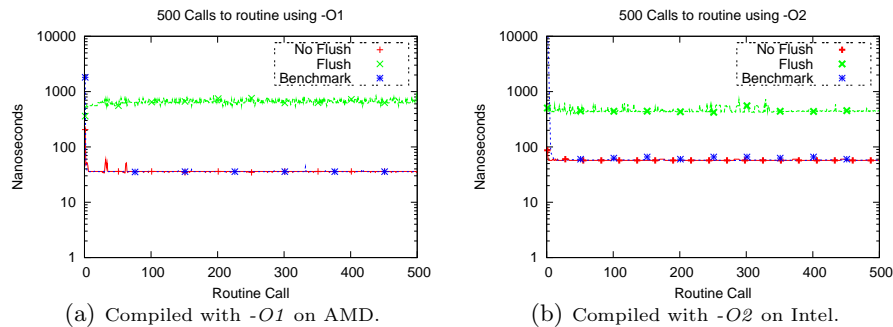 500 Calls to routine using -O1
Nanoseconds
10000
1000
100
10
1
No Flush
Flush
Benchmark
0 100 200 300 400 500
Routine Call
(a) Compiled with -O1 on AMD.
500 Calls to routine using -O2
Nanoseconds
10000
1000
100
10
1
No Flush
Flush
Benchmark
0 100 200 300 400 500
Routine Call
(b) Compiled with -O2 on Intel.